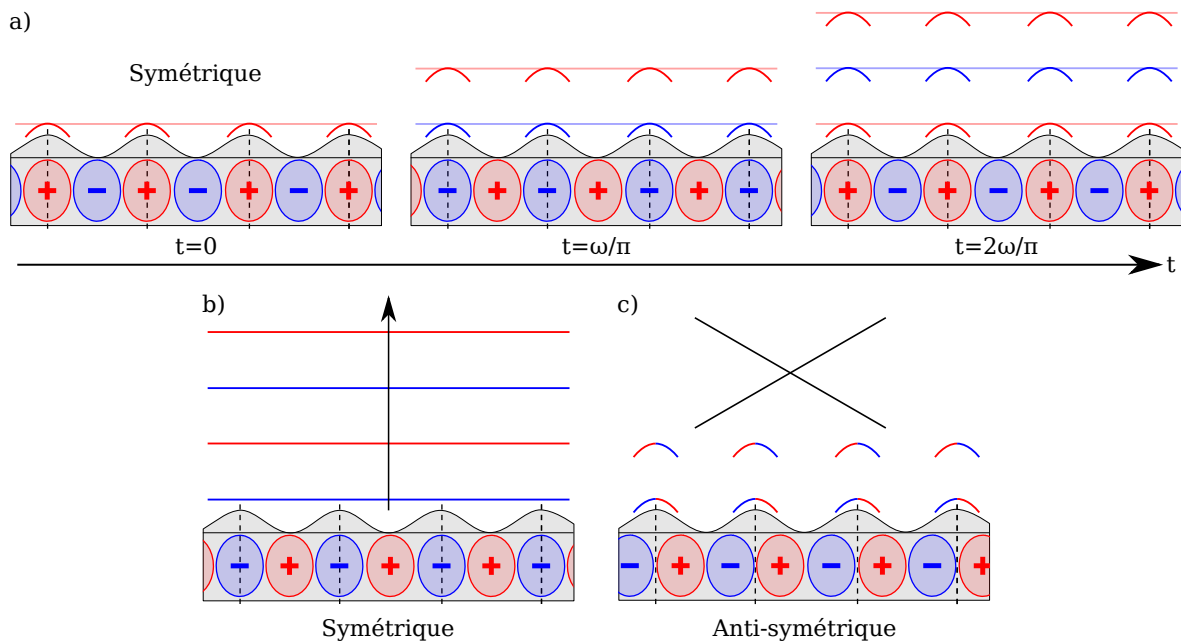 a)
Symétrique
+ − + − + − +
− + − + − + −
+ − + − + − +
t=0
t=ω/π
t=2ω/π
t
b)
c)
− + − + − + −
− + − + − + − +
Symétrique
Anti-symétrique